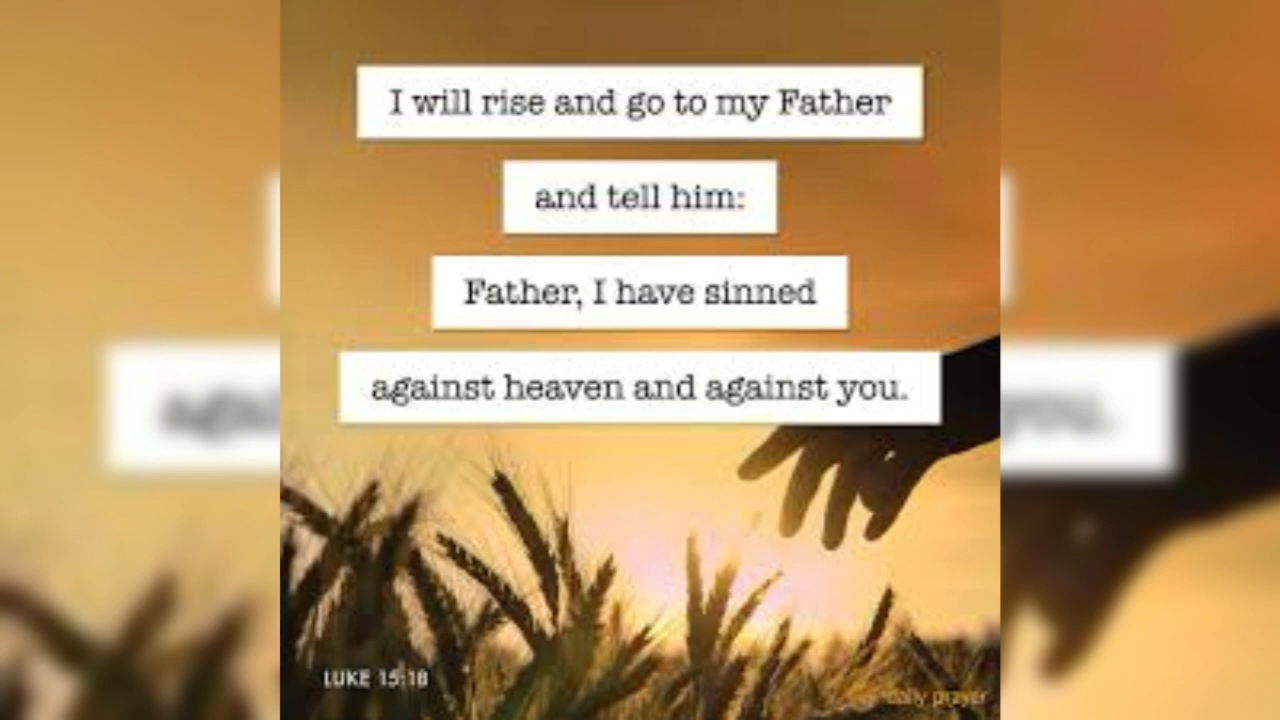 I will rise and go to my Father
and tell him:
Father, I have sinned
against heaven and against you.
LUKE 15:18
daily prayer